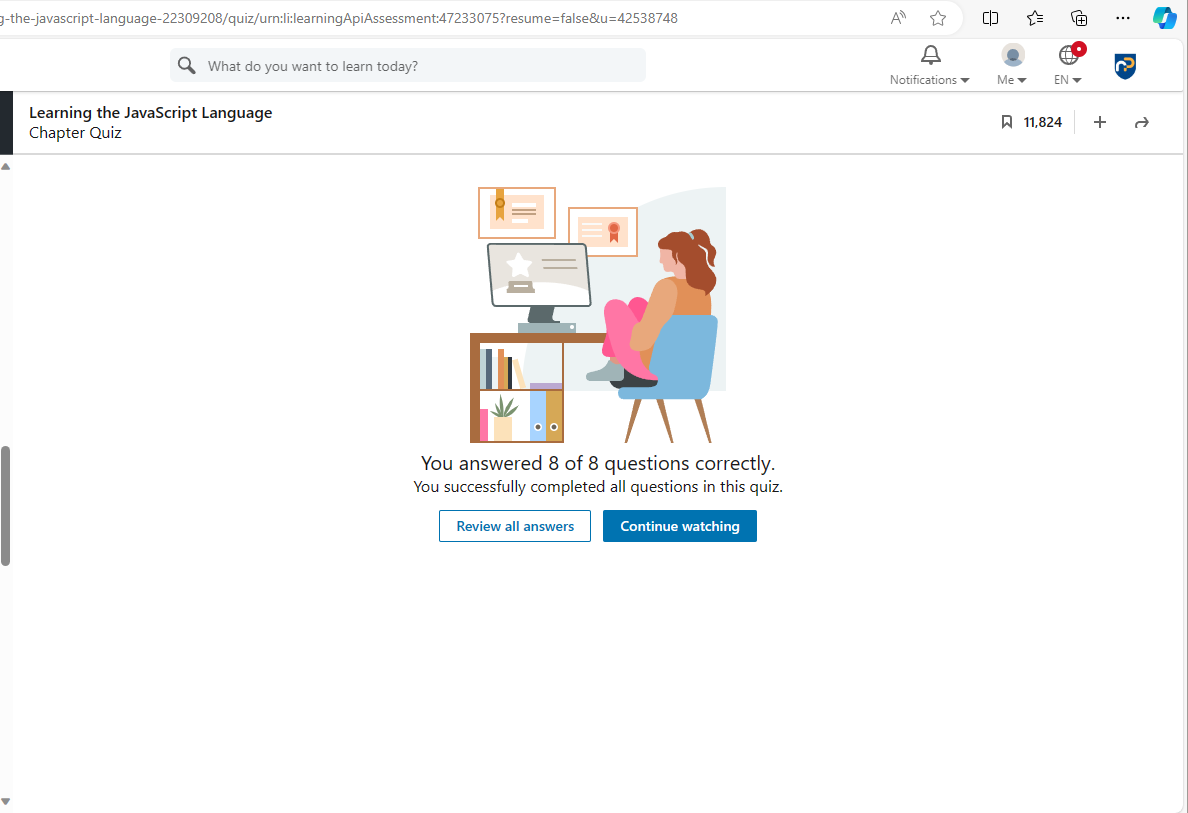 g-the-javascript-language-22309208/quiz/urn:li:learningApiAssessment:47233075?resume=false&u=42538748
What do you want to learn today?
Notifications
Me
EN
Learning the JavaScript Language
Chapter Quiz
11,824
You answered 8 of 8 questions correctly.
You successfully completed all questions in this quiz.
Review all answers
Continue watching